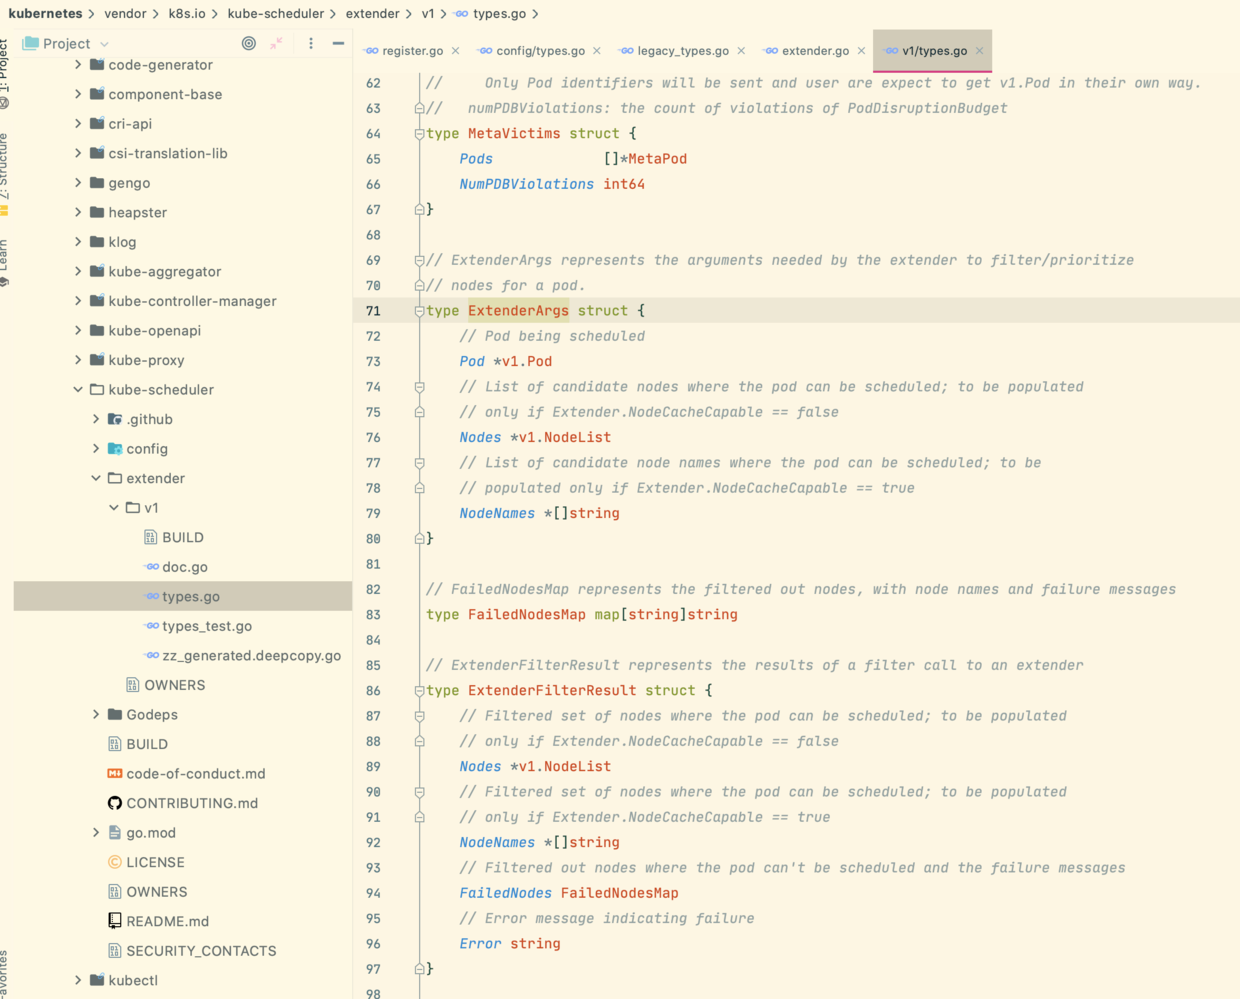 kubernetes > vendor > k8s.io > kube-scheduler > extender > v1 > types.go >
Project
register.go
config/types.go
legacy_types.go
extender.go
v1/types.go
1: Project
7: Structure
Learn
code-generator
component-base
cri-api
csi-translation-lib
gengo
heapster
klog
kube-aggregator
kube-controller-manager
kube-openapi
kube-proxy
kube-scheduler
.github
config
extender
v1
BUILD
doc.go
types.go
types_test.go
zz_generated.deepcopy.go
OWNERS
Godeps
BUILD
code-of-conduct.md
CONTRIBUTING.md
go.mod
LICENSE
OWNERS
README.md
SECURITY_CONTACTS
kubectl
62 //     Only Pod identifiers will be sent and user are expect to get v1.Pod in their own way.
63 //   numPDBViolations: the count of violations of PodDisruptionBudget
64 type MetaVictims struct {
65     Pods             []*MetaPod
66     NumPDBViolations int64
67 }
68
69 // ExtenderArgs represents the arguments needed by the extender to filter/prioritize
70 // nodes for a pod.
71 type ExtenderArgs struct {
72     // Pod being scheduled
73     Pod *v1.Pod
74     // List of candidate nodes where the pod can be scheduled; to be populated
75     // only if Extender.NodeCacheCapable == false
76     Nodes *v1.NodeList
77     // List of candidate node names where the pod can be scheduled; to be
78     // populated only if Extender.NodeCacheCapable == true
79     NodeNames *[]string
80 }
81
82 // FailedNodesMap represents the filtered out nodes, with node names and failure messages
83 type FailedNodesMap map[string]string
84
85 // ExtenderFilterResult represents the results of a filter call to an extender
86 type ExtenderFilterResult struct {
87     // Filtered set of nodes where the pod can be scheduled; to be populated
88     // only if Extender.NodeCacheCapable == false
89     Nodes *v1.NodeList
90     // Filtered set of nodes where the pod can be scheduled; to be populated
91     // only if Extender.NodeCacheCapable == true
92     NodeNames *[]string
93     // Filtered out nodes where the pod can't be scheduled and the failure messages
94     FailedNodes FailedNodesMap
95     // Error message indicating failure
96     Error string
97 }
98